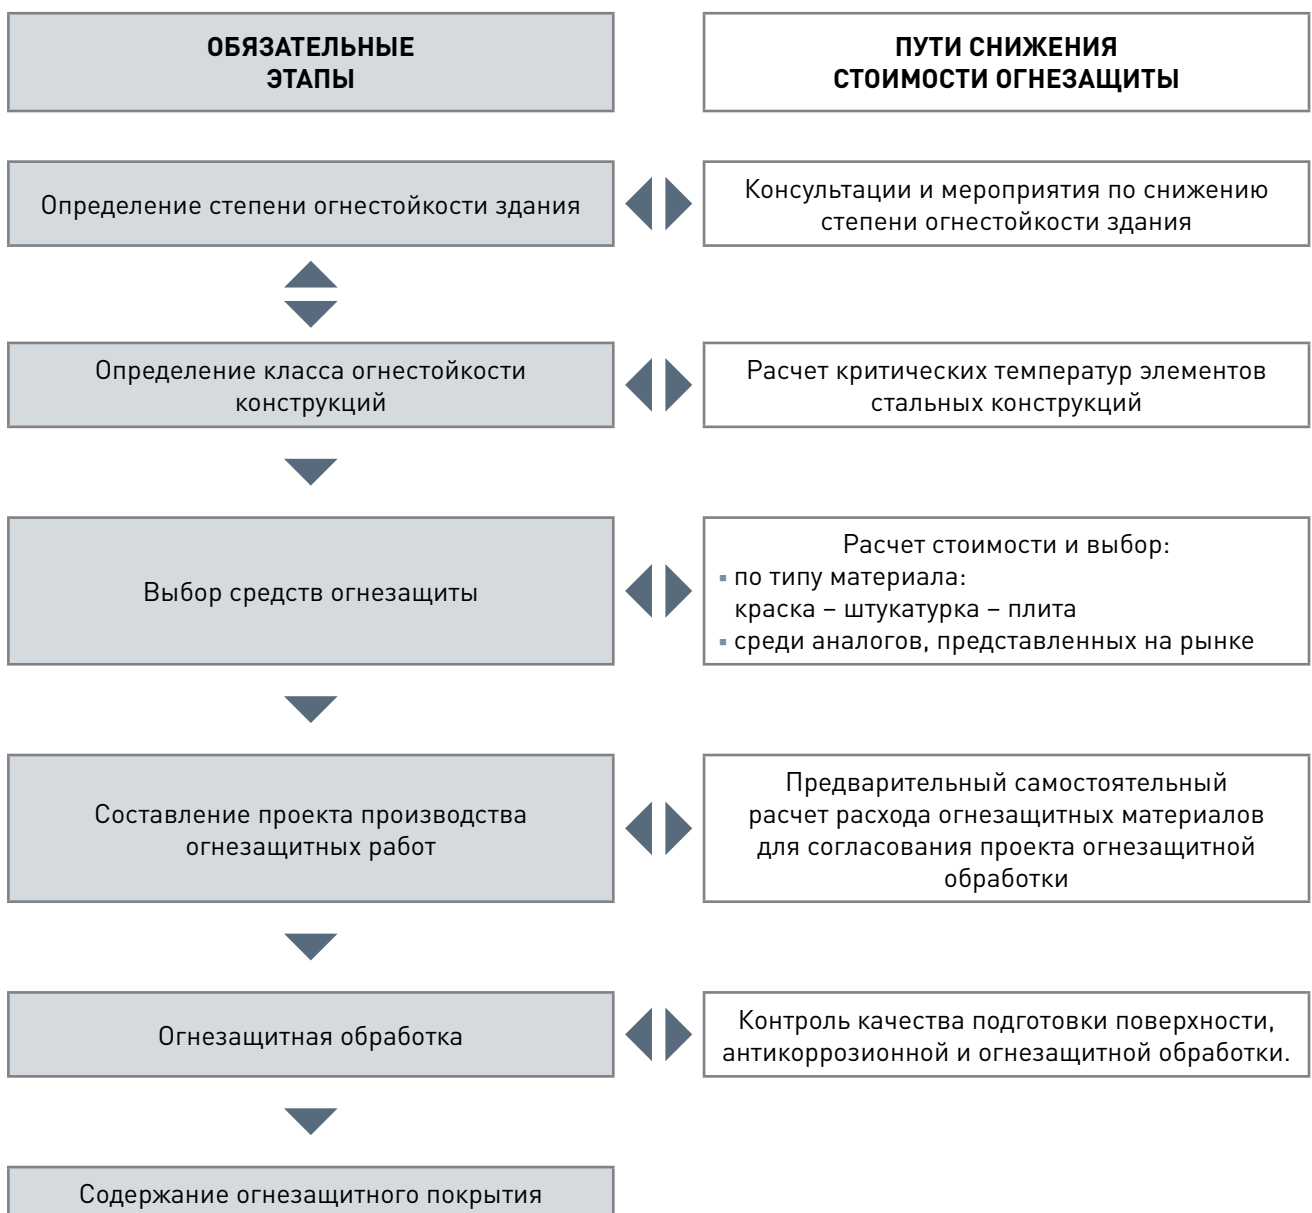 ОБЯЗАТЕЛЬНЫЕ
ЭТАПЫ
ПУТИ СНИЖЕНИЯ
СТОИМОСТИ ОГНЕЗАЩИТЫ
Определение степени огнестойкости здания
Консультации и мероприятия по снижению
степени огнестойкости здания
Определение класса огнестойкости
конструкций
Расчет критических температур элементов
стальных конструкций
Выбор средств огнезащиты
Расчет стоимости и выбор:
▪ по типу материала:
краска – штукатурка – плита
▪ среди аналогов, представленных на рынке
Составление проекта производства
огнезащитных работ
Предварительный самостоятельный
расчет расхода огнезащитных материалов
для согласования проекта огнезащитной
обработки
Огнезащитная обработка
Контроль качества подготовки поверхности,
антикоррозионной и огнезащитной обработки.
Содержание огнезащитного покрытия